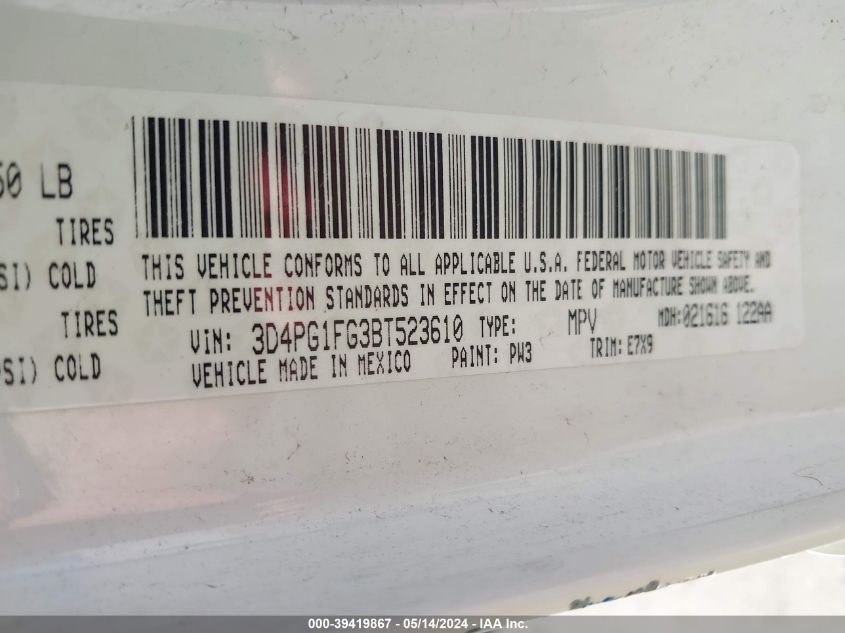 50 LB
TIRES
SI) COLD
TIRES
SI) COLD
THIS VEHICLE CONFORMS TO ALL APPLICABLE U.S.A. FEDERAL MOTOR VEHICLE SAFETY AND
THEFT PREVENTION STANDARDS IN EFFECT ON THE DATE OF MANUFACTURE SHOWN ABOVE.
VIN: 3D4PG1FG3BT523610 TYPE: MPV MDH:021616 122AA
VEHICLE MADE IN MEXICO PAINT: PW3 TRIM: E7X9
000-39419867 - 05/14/2024 - IAA Inc.